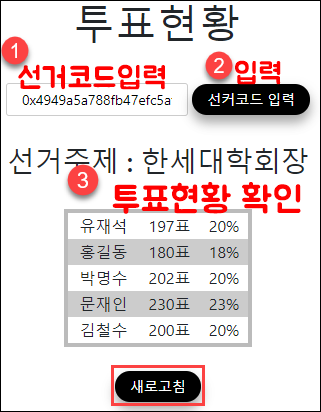 투표현황
1
선거코드입력
2
입력
0x4949a5a788fb47efc5a
선커코드 입력
선거주제 : 한세대학회장
3
투표현황 확인
유재석 197표 20%
홍길동 180표 18%
박명수 202표 20%
문재인 230표 23%
김철수 200표 20%
새로고침